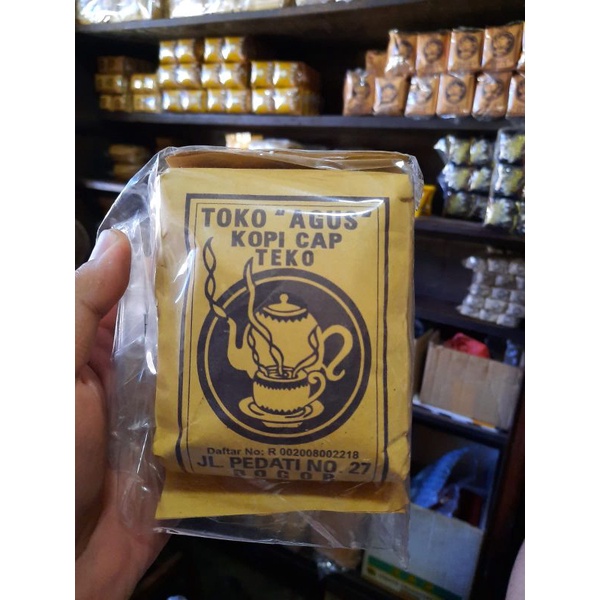 TOKO "AGUS"
KOPI CAP
TEKO
Daftar No: R 002008002218
JL. PEDATI NO. 27
BOGOR